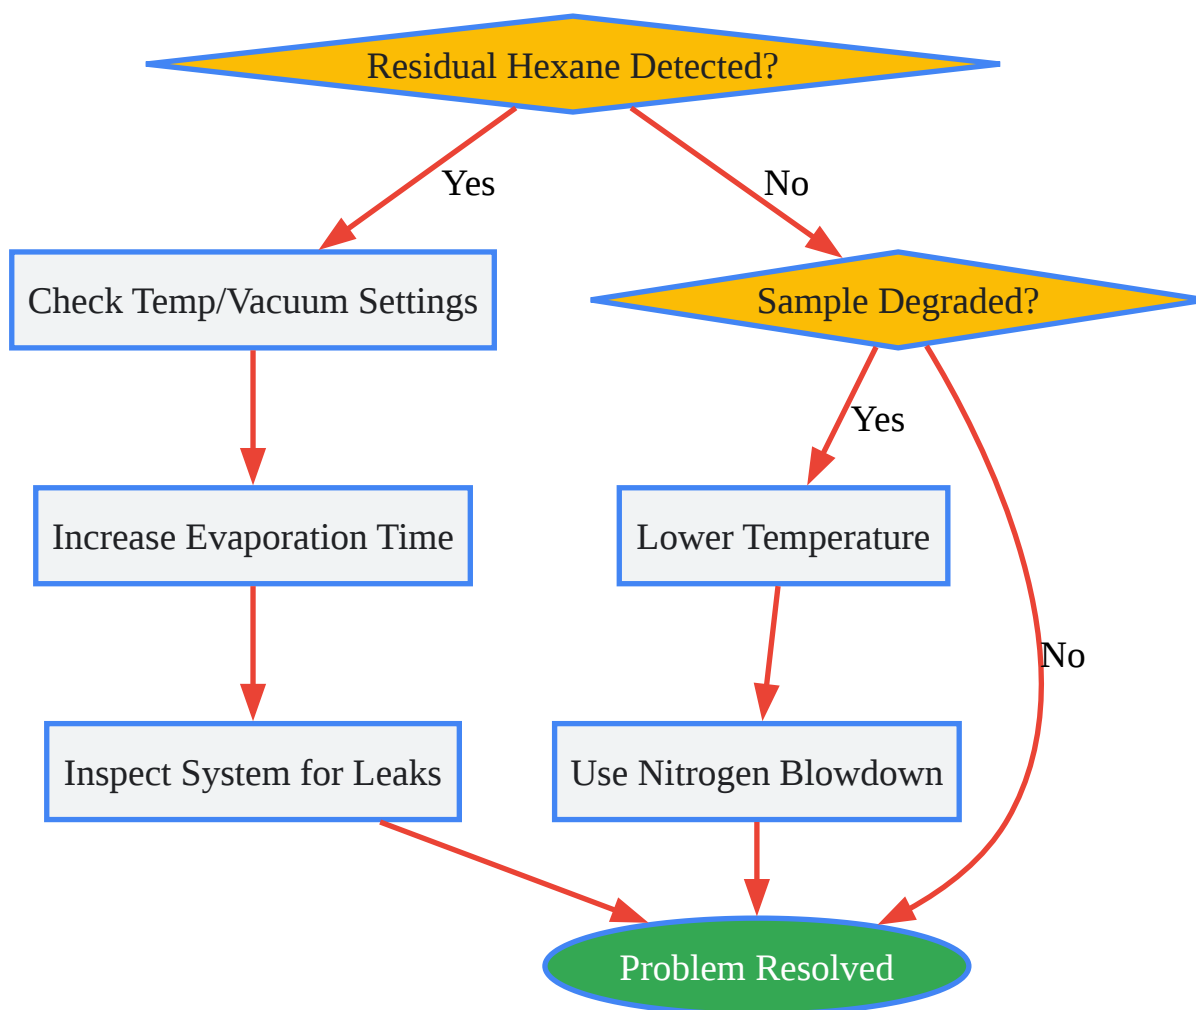 Residual Hexane Detected?
Yes
No
Check Temp/Vacuum Settings
Sample Degraded?
Yes
Increase Evaporation Time
Lower Temperature
No
Inspect System for Leaks
Use Nitrogen Blowdown
Problem Resolved